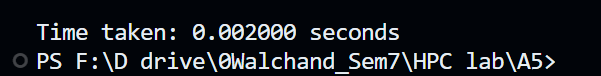 Time taken: 0.002000 seconds
PS F:\D drive\0Walchand_Sem7\HPC lab\A5>